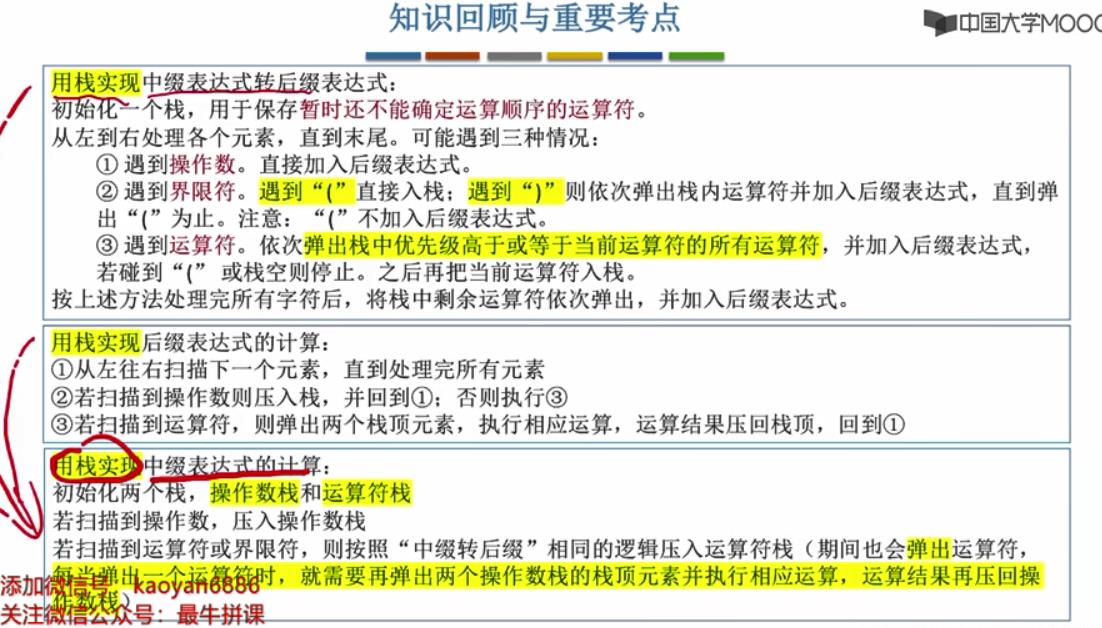 知识回顾与重要考点
中国大学MOOC
用栈实现中缀表达式转后缀表达式：
初始化一个栈，用于保存暂时还不能确定运算顺序的运算符。
从左到右处理各个元素，直到末尾。可能遇到三种情况：
① 遇到操作数。直接加入后缀表达式。
② 遇到界限符。遇到“(”直接入栈；遇到“)”则依次弹出栈内运算符并加入后缀表达式，直到弹
出“(”为止。注意：“(”不加入后缀表达式。
③ 遇到运算符。依次弹出栈中优先级高于或等于当前运算符的所有运算符，并加入后缀表达式，
若碰到“(” 或栈空则停止。之后再把当前运算符入栈。
按上述方法处理完所有字符后，将栈中剩余运算符依次弹出，并加入后缀表达式。
用栈实现后缀表达式的计算：
①从左往右扫描下一个元素，直到处理完所有元素
②若扫描到操作数则压入栈，并回到①；否则执行③
③若扫描到运算符，则弹出两个栈顶元素，执行相应运算，运算结果压回栈顶，回到①
用栈实现中缀表达式的计算：
初始化两个栈，操作数栈和运算符栈
若扫描到操作数，压入操作数栈
若扫描到运算符或界限符，则按照“中缀转后缀”相同的逻辑压入运算符栈（期间也会弹出运算符，
每当弹出一个运算符时，就需要再弹出两个操作数栈的栈顶元素并执行相应运算，运算结果再压回操
作数栈）
添加微信号：kaoyan6886
关注微信公众号：最牛拼课